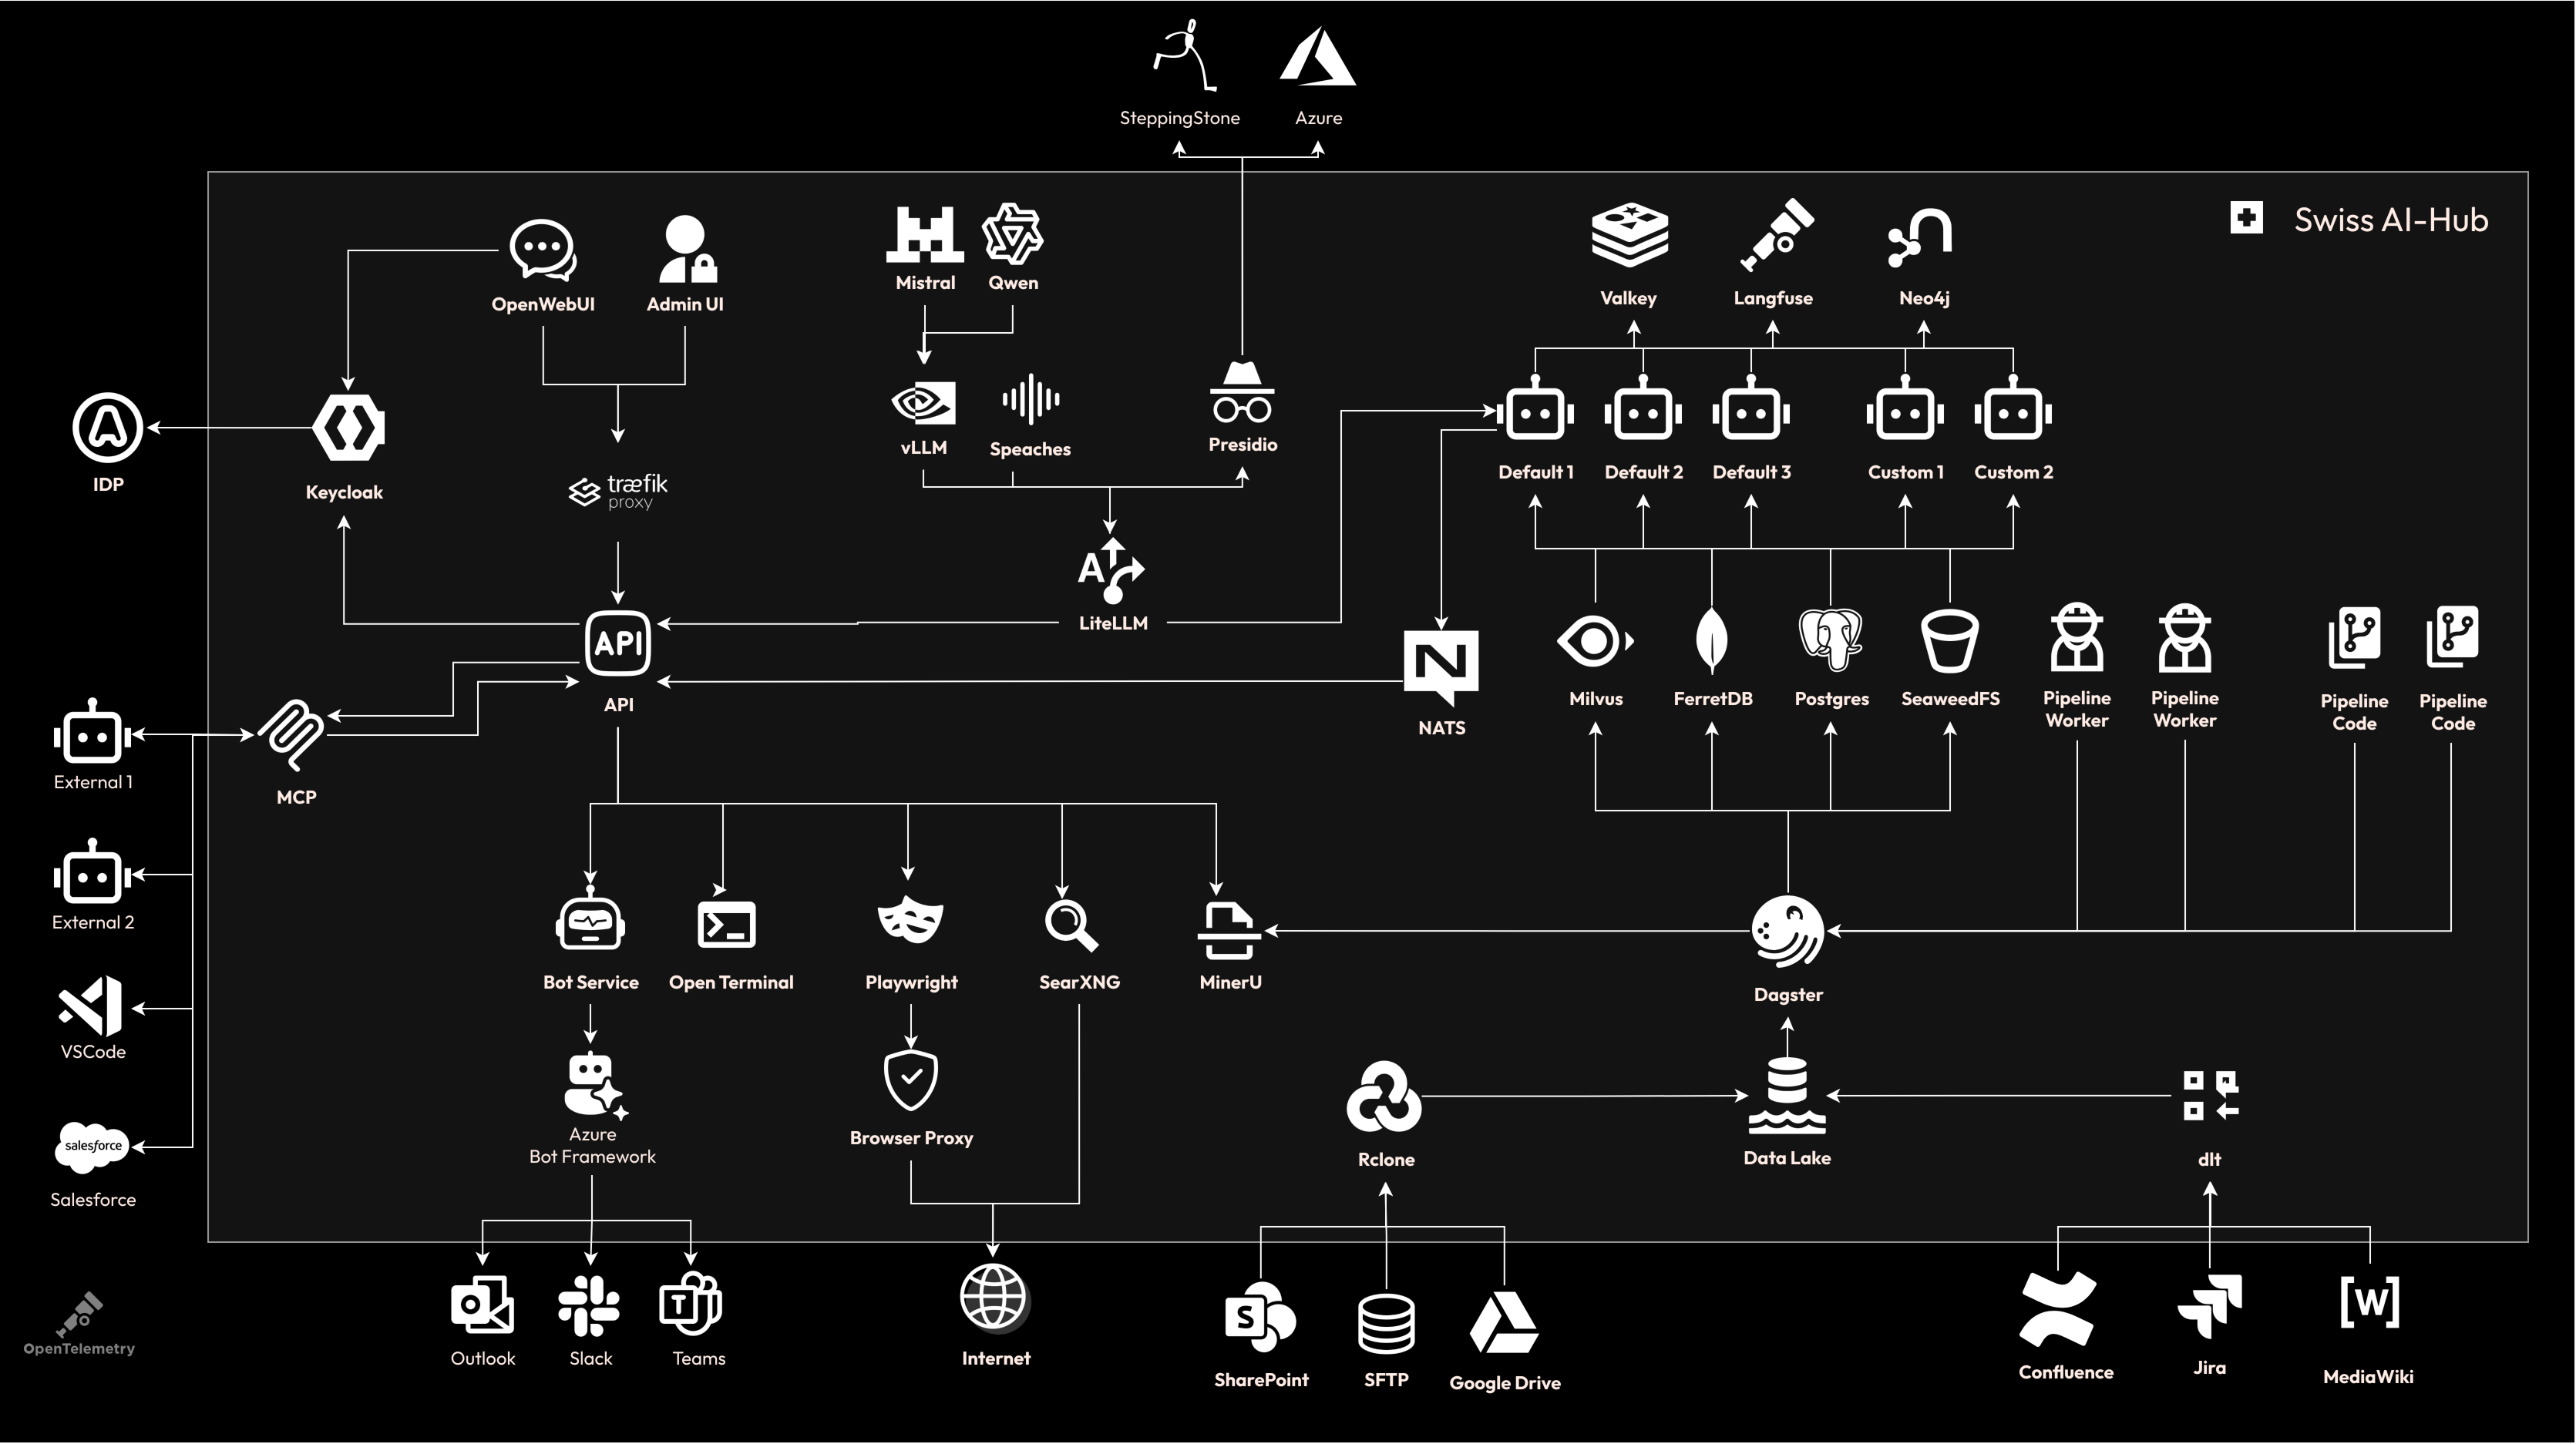 SteppingStone
Azure
Swiss AI-Hub
OpenWebUI
Admin UI
Mistral
Qwen
Valkey
Langfuse
Neo4j
IDP
Keycloak
træfik
proxy
vLLM
Speaches
Presidio
Default 1
Default 2
Default 3
Custom 1
Custom 2
A
LiteLLM
API
API
N
NATS
Milvus
FerretDB
Postgres
SeaweedFS
Pipeline
Worker
Pipeline
Worker
Pipeline
Code
Pipeline
Code
External 1
MCP
External 2
Bot Service
Open Terminal
Playwright
SearXNG
MinerU
Dagster
VSCode
Azure
Bot Framework
Browser Proxy
Rclone
Data Lake
dlt
salesforce
Salesforce
OpenTelemetry
Outlook
Slack
T
Teams
Internet
S
SharePoint
SFTP
Google Drive
Confluence
Jira
[W]
MediaWiki